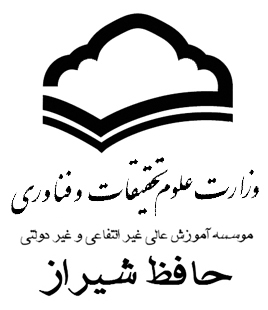 وزارت علوم تحقیقات و فناوری
موسسه آموزش عالی غیر انتفاعی و غیر دولتی
حافظ شیراز